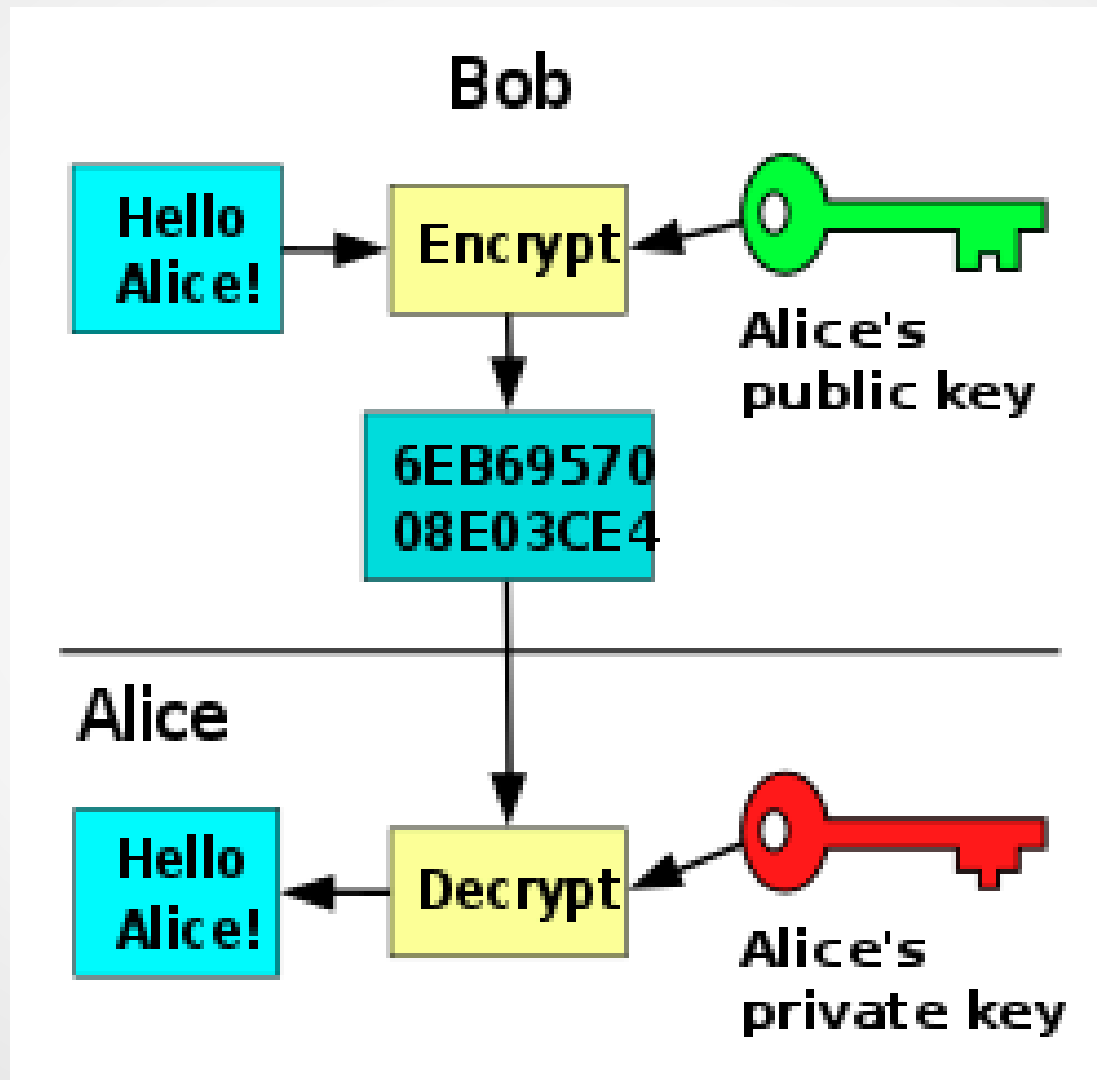 Bob
Hello
Alice!
Encrypt
Alice's
public key
6EB69570
08E03CE4
Alice
Hello
Alice!
Decrypt
Alice's
private key